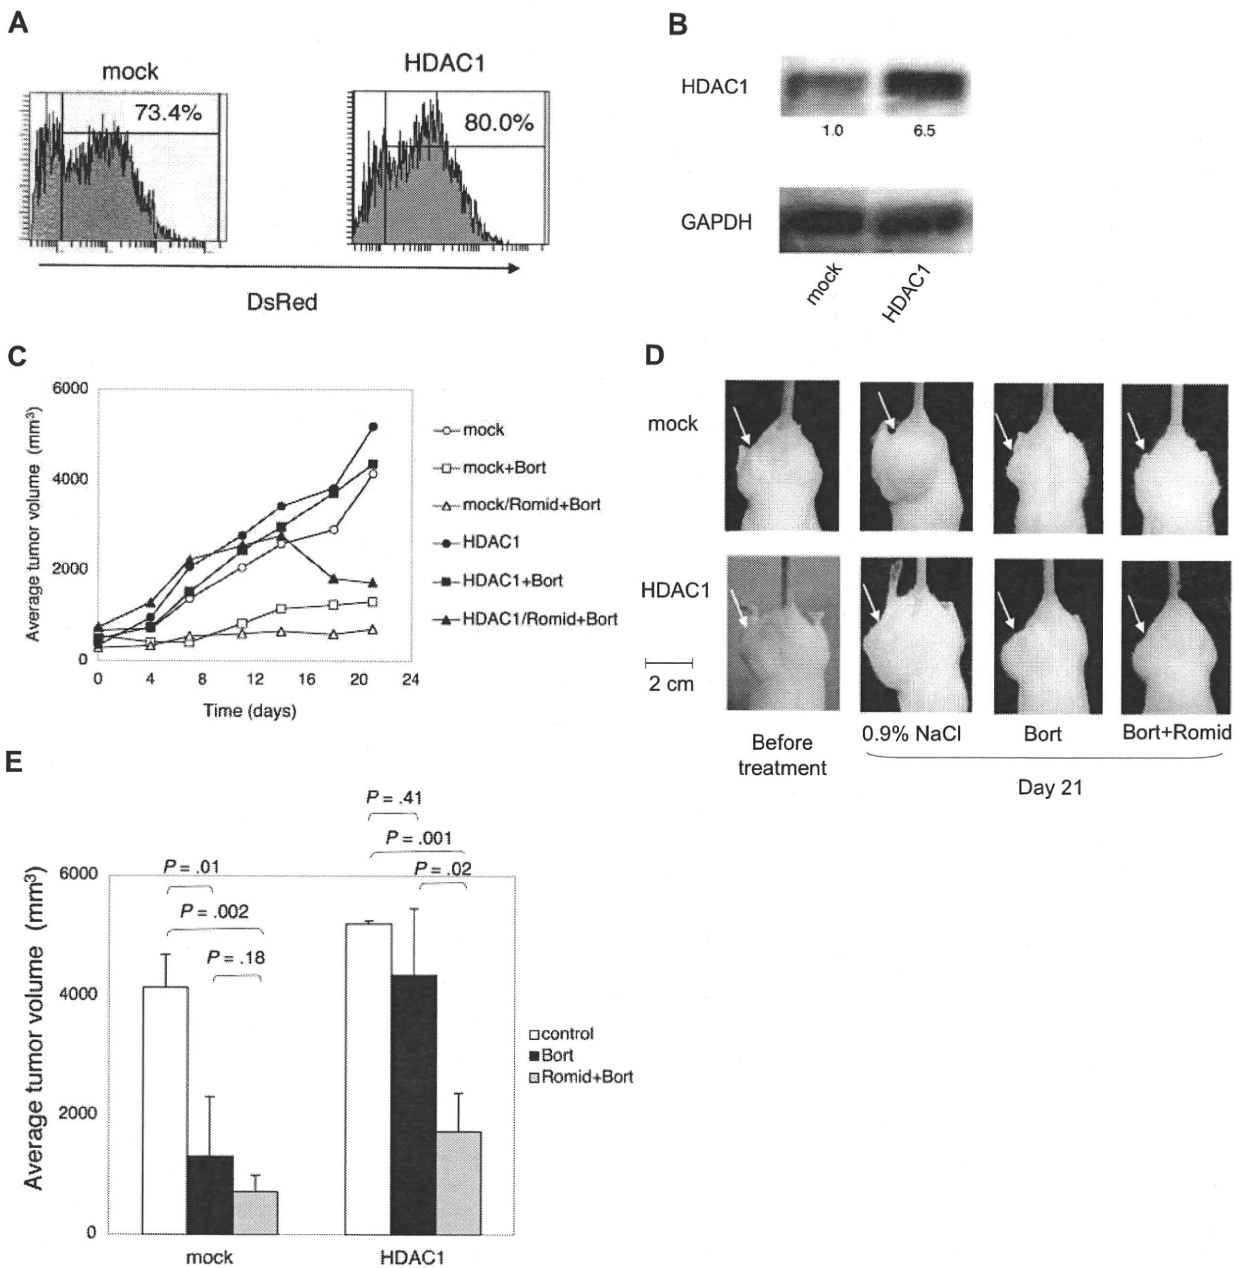 A
mock
HDAC1
73.4%
80.0%
DsRed
B
HDAC1
1.0
6.5
GAPDH
mock
HDAC1
C
Average tumor volume (mm³)
6000
4000
2000
0
0
4
8
12
16
20
24
Time (days)
mock
mock+Bort
mock/Romid+Bort
HDAC1
HDAC1+Bort
HDAC1/Romid+Bort
D
mock
HDAC1
2 cm
Before
treatment
0.9% NaCl
Bort
Bort+Romid
Day 21
E
Average tumor volume (mm³)
6000
4000
2000
0
P = .01
P = .002
P = .18
P = .41
P = .001
P = .02
control
Bort
Romid+Bort
mock
HDAC1